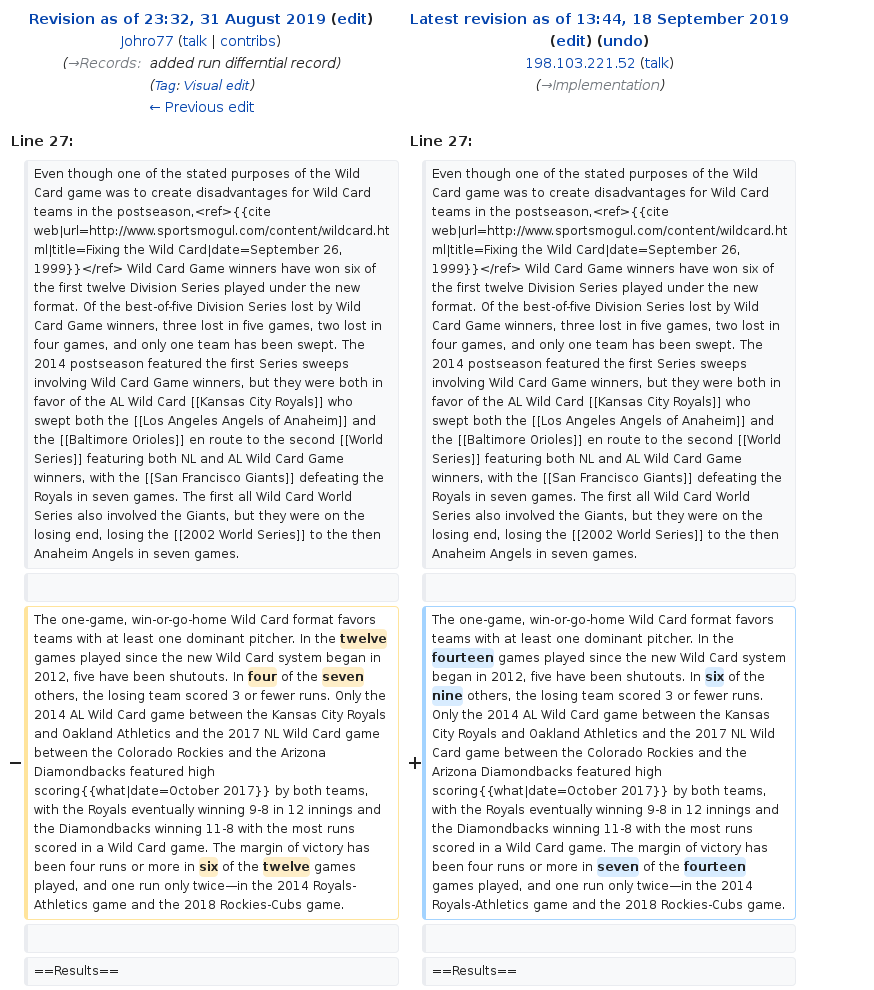 Revision as of 23:32, 31 August 2019 (edit)
Johro77 (talk | contribs)
(→Records: added run differntial record)
(Tag: Visual edit)
← Previous edit
Latest revision as of 13:44, 18 September 2019
(edit) (undo)
198.103.221.52 (talk)
(→Implementation)
Line 27:
Even though one of the stated purposes of the Wild
Card game was to create disadvantages for Wild Card
teams in the postseason,<ref>{{cite
web|url=http://www.sportsmogul.com/content/wildcard.ht
ml|title=Fixing the Wild Card|date=September 26,
1999}}</ref> Wild Card Game winners have won six of
the first twelve Division Series played under the new
format. Of the best-of-five Division Series lost by Wild
Card Game winners, three lost in five games, two lost in
four games, and only one team has been swept. The
2014 postseason featured the first Series sweeps
involving Wild Card Game winners, but they were both in
favor of the AL Wild Card [[Kansas City Royals]] who
swept both the [[Los Angeles Angels of Anaheim]] and
the [[Baltimore Orioles]] en route to the second [[World
Series]] featuring both NL and AL Wild Card Game
winners, with the [[San Francisco Giants]] defeating the
Royals in seven games. The first all Wild Card World
Series also involved the Giants, but they were on the
losing end, losing the [[2002 World Series]] to the then
Anaheim Angels in seven games.
− The one-game, win-or-go-home Wild Card format favors
teams with at least one dominant pitcher. In the twelve
games played since the new Wild Card system began in
2012, five have been shutouts. In four of the seven
others, the losing team scored 3 or fewer runs. Only the
2014 AL Wild Card game between the Kansas City Royals
and Oakland Athletics and the 2017 NL Wild Card game
between the Colorado Rockies and the Arizona
Diamondbacks featured high
scoring{{what|date=October 2017}} by both teams,
with the Royals eventually winning 9-8 in 12 innings and
the Diamondbacks winning 11-8 with the most runs
scored in a Wild Card game. The margin of victory has
been four runs or more in six of the twelve games
played, and one run only twice—in the 2014 Royals-
Athletics game and the 2018 Rockies-Cubs game.
==Results==
Line 27:
Even though one of the stated purposes of the Wild
Card game was to create disadvantages for Wild Card
teams in the postseason,<ref>{{cite
web|url=http://www.sportsmogul.com/content/wildcard.ht
ml|title=Fixing the Wild Card|date=September 26,
1999}}</ref> Wild Card Game winners have won six of
the first twelve Division Series played under the new
format. Of the best-of-five Division Series lost by Wild
Card Game winners, three lost in five games, two lost in
four games, and only one team has been swept. The
2014 postseason featured the first Series sweeps
involving Wild Card Game winners, but they were both in
favor of the AL Wild Card [[Kansas City Royals]] who
swept both the [[Los Angeles Angels of Anaheim]] and
the [[Baltimore Orioles]] en route to the second [[World
Series]] featuring both NL and AL Wild Card Game
winners, with the [[San Francisco Giants]] defeating the
Royals in seven games. The first all Wild Card World
Series also involved the Giants, but they were on the
losing end, losing the [[2002 World Series]] to the then
Anaheim Angels in seven games.
+ The one-game, win-or-go-home Wild Card format favors
teams with at least one dominant pitcher. In the
fourteen games played since the new Wild Card system
began in 2012, five have been shutouts. In six of the
nine others, the losing team scored 3 or fewer runs.
Only the 2014 AL Wild Card game between the Kansas
City Royals and Oakland Athletics and the 2017 NL Wild
Card game between the Colorado Rockies and the
Arizona Diamondbacks featured high
scoring{{what|date=October 2017}} by both teams,
with the Royals eventually winning 9-8 in 12 innings and
the Diamondbacks winning 11-8 with the most runs
scored in a Wild Card game. The margin of victory has
been four runs or more in seven of the fourteen
games played, and one run only twice—in the 2014
Royals-Athletics game and the 2018 Rockies-Cubs game.
==Results==